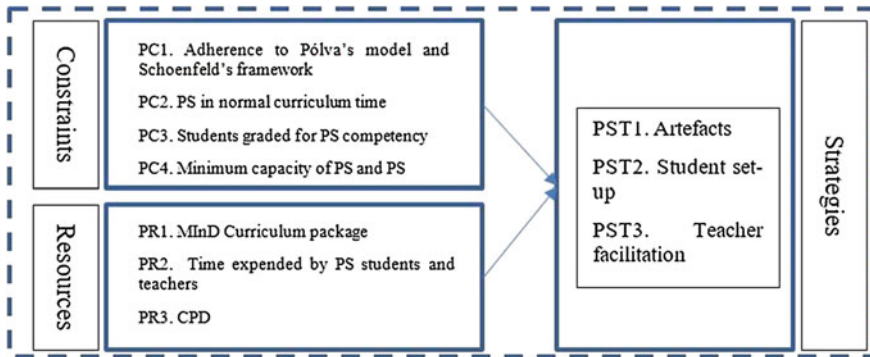 Constraints
PC1. Adherence to Pólva's model and
Schoenfeld's framework
PC2. PS in normal curriculum time
PC3. Students graded for PS competency
PC4. Minimum capacity of PS and PS
Resources
PR1. MInD Curriculum package
PR2. Time expended by PS students and
teachers
PR3. CPD
PST1. Artefacts
PST2. Student set-
up
PST3. Teacher
facilitation
Strategies